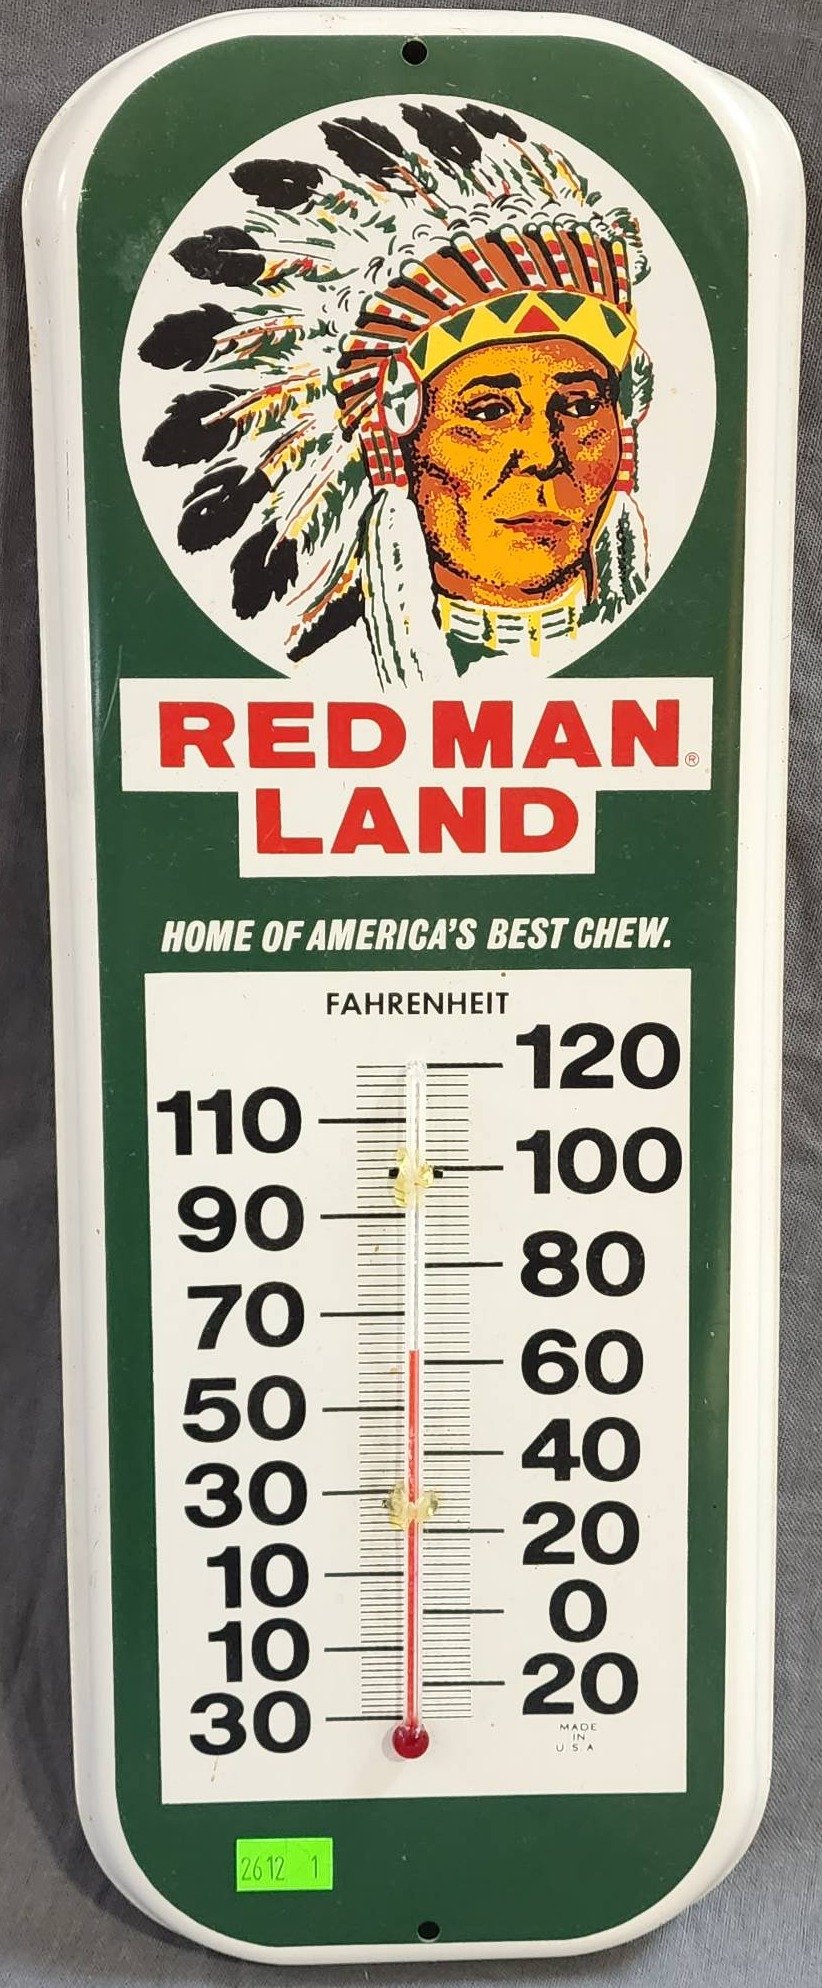 RED MAN®
LAND
HOME OF AMERICA'S BEST CHEW.
FAHRENHEIT
120
110
100
90
80
70
60
50
40
30
20
10
0
10
20
30
MADE
IN
U.S.A
2612 1